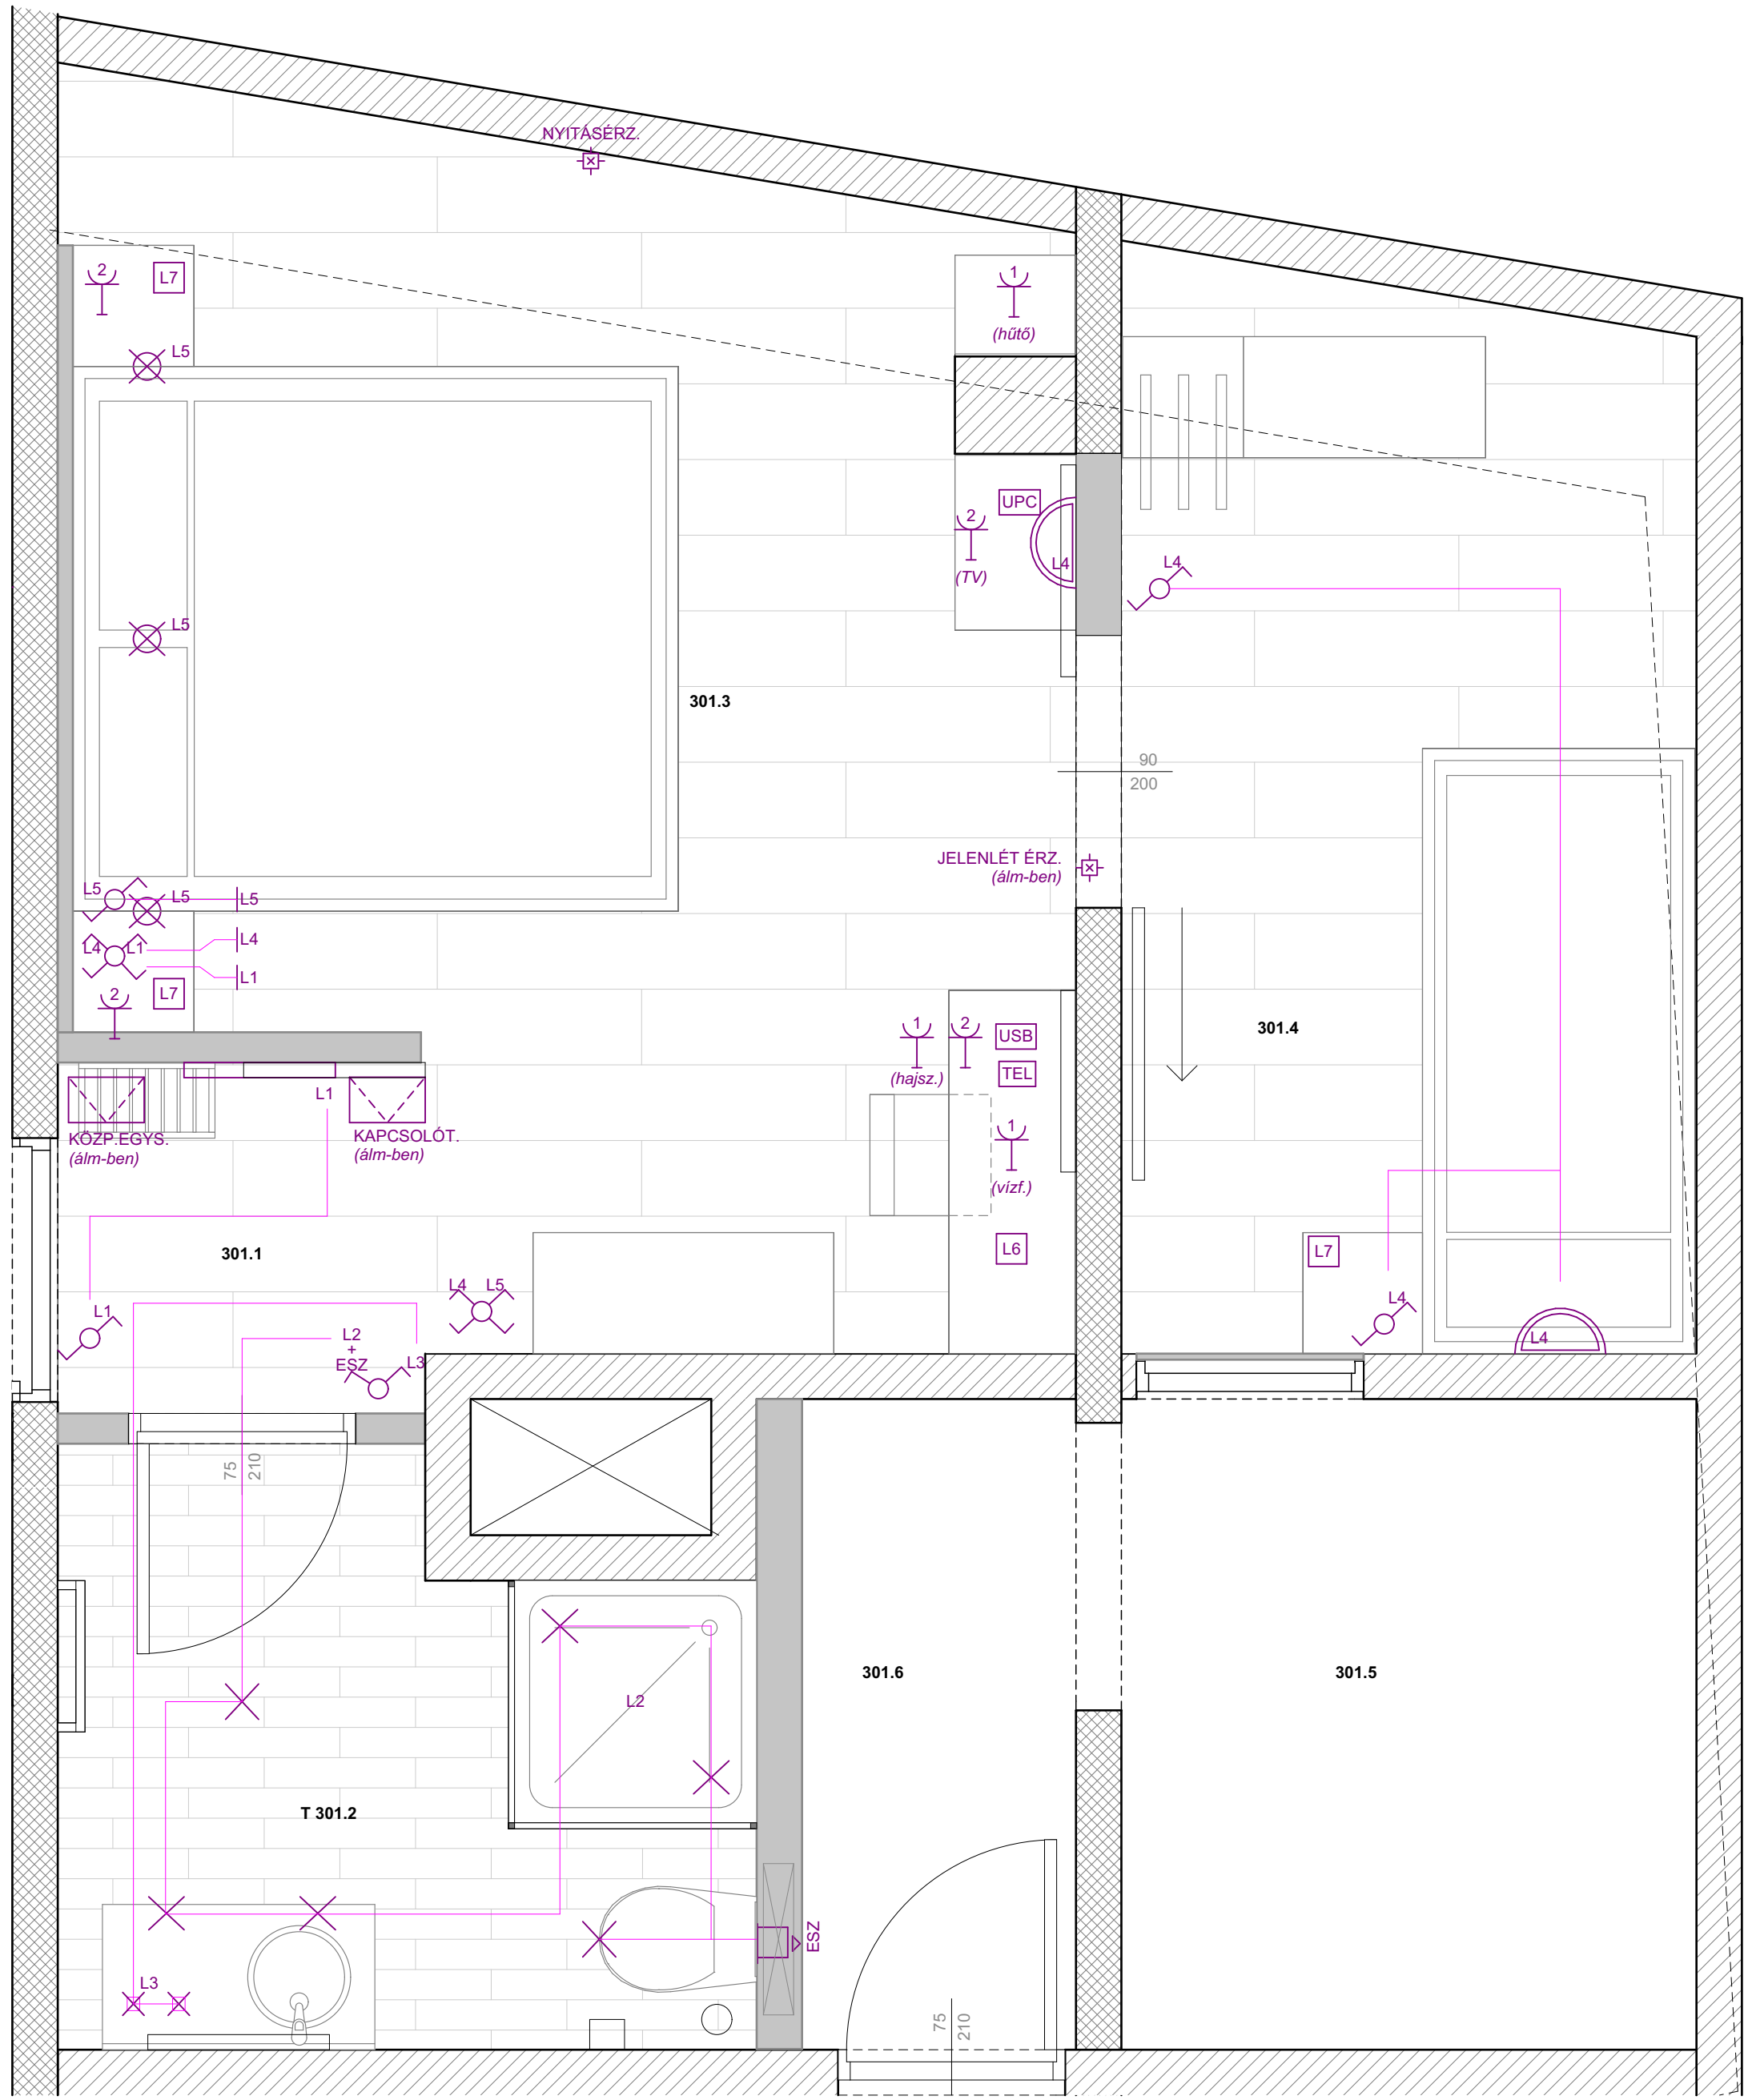 NYITÁSÉRZ.
2
L7
1
(hűtő)
L5
UPC
2
L4
(TV)
L4
L5
301.3
90
200
JELENLÉT ÉRZ.
(álm-ben)
L5
L5
L5
L4
L1
L4
L1
L7
2
1
2
USB
(hajsz.)
TEL
301.4
L1
KÖZP.EGYS.
(álm-ben)
KAPCSOLÓT.
(álm-ben)
1
(vízf.)
301.1
L6
L7
L4
L5
L1
L4
L2
+
ESZ
L3
L4
75
210
301.6
301.5
L2
T 301.2
ESZ
L3
75
210